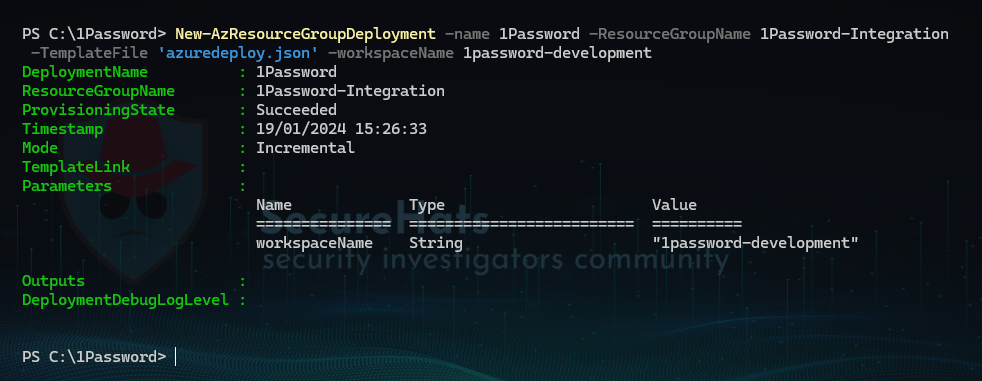 PS C:\1Password> New-AzResourceGroupDeployment -name 1Password -ResourceGroupName 1Password-Integration
-TemplateFile 'azuredeploy.json' -workspaceName 1password-development
DeploymentName : 1Password
ResourceGroupName : 1Password-Integration
ProvisioningState : Succeeded
Timestamp : 19/01/2024 15:26:33
Mode : Incremental
TemplateLink :
Parameters :
Name Type Value
=============== ========================= ==========
workspaceName String "1password-development"
SecureHats
security investigators community
Outputs :
DeploymentDebugLogLevel :
PS C:\1Password>